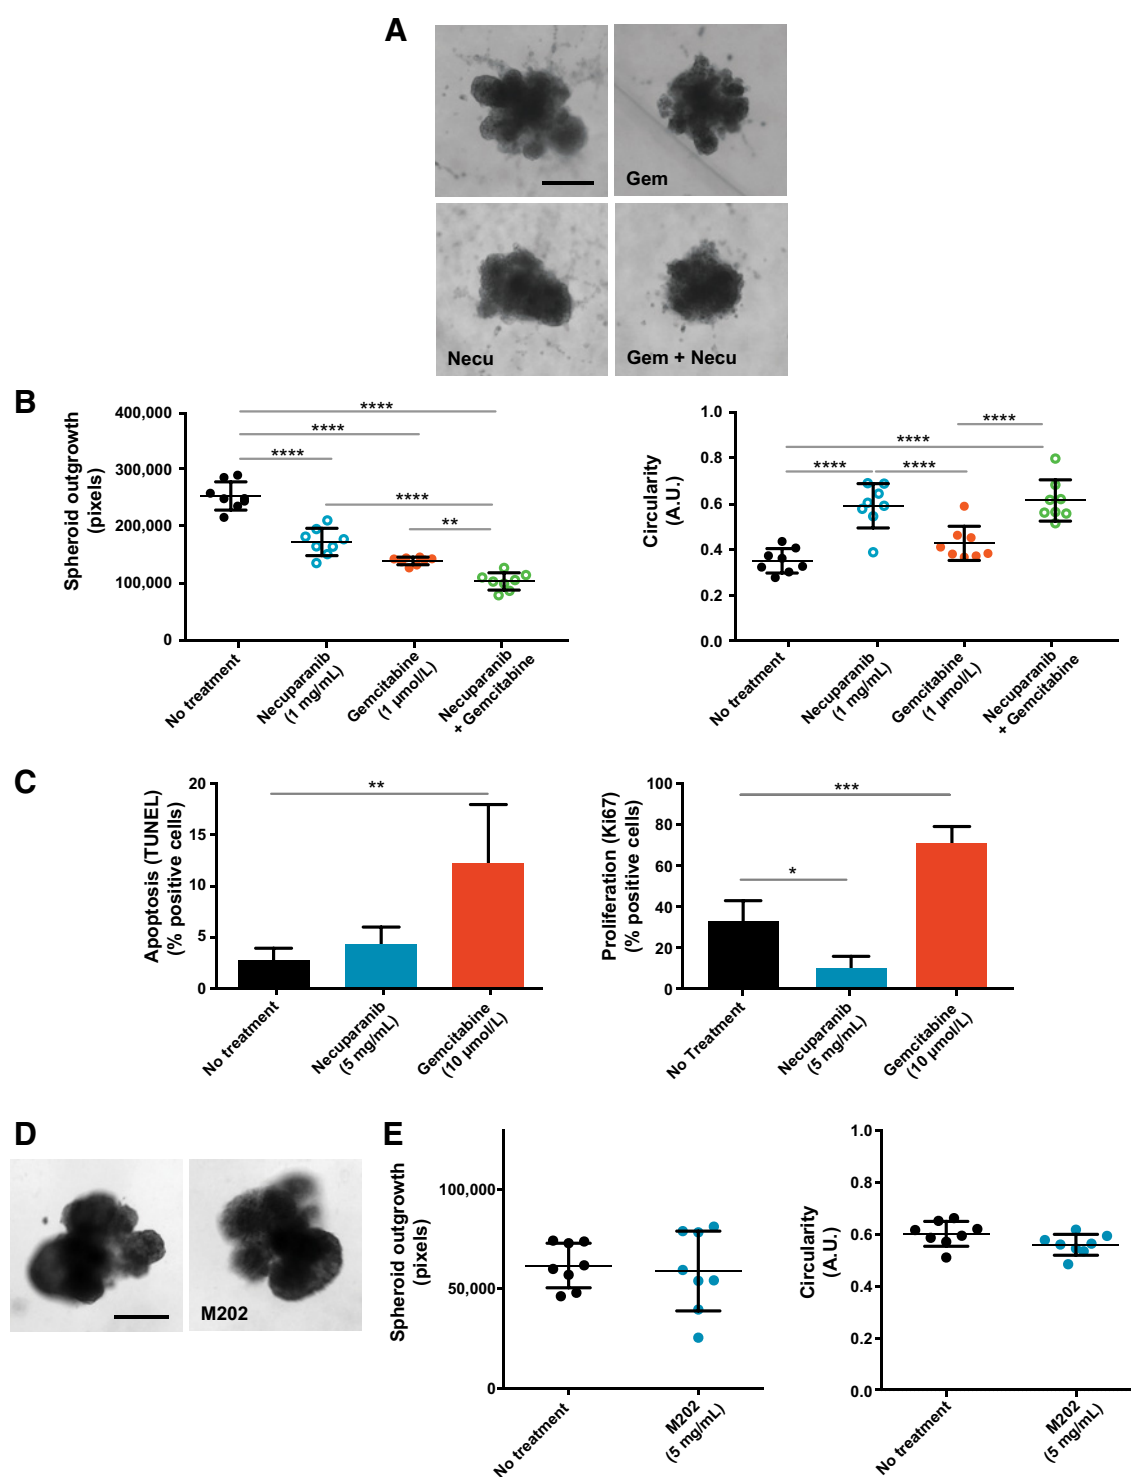 A
Gem
Necu
Gem + Necu
B
Spheroid outgrowth
(pixels)
400,000
300,000
200,000
100,000
0
****
****
****
****
**
No treatment
Necuparanib
(1 mg/mL)
Gemcitabine
(1 µmol/L)
Necuparanib
+ Gemcitabine
Circularity
(A.U.)
1.0
0.8
0.6
0.4
0.2
0.0
****
****
****
****
No treatment
Necuparanib
(1 mg/mL)
Gemcitabine
(1 µmol/L)
Necuparanib
+ Gemcitabine
C
Apoptosis (TUNEL)
(% positive cells)
20
15
10
5
0
**
No treatment
Necuparanib
(5 mg/mL)
Gemcitabine
(10 µmol/L)
Proliferation (Ki67)
(% positive cells)
100
80
60
40
20
0
***
*
No Treatment
Necuparanib
(5 mg/mL)
Gemcitabine
(10 µmol/L)
D
M202
E
Spheroid outgrowth
(pixels)
100,000
50,000
0
No treatment
M202
(5 mg/mL)
Circularity
(A.U.)
1.0
0.8
0.6
0.4
0.2
0.0
No treatment
M202
(5 mg/mL)